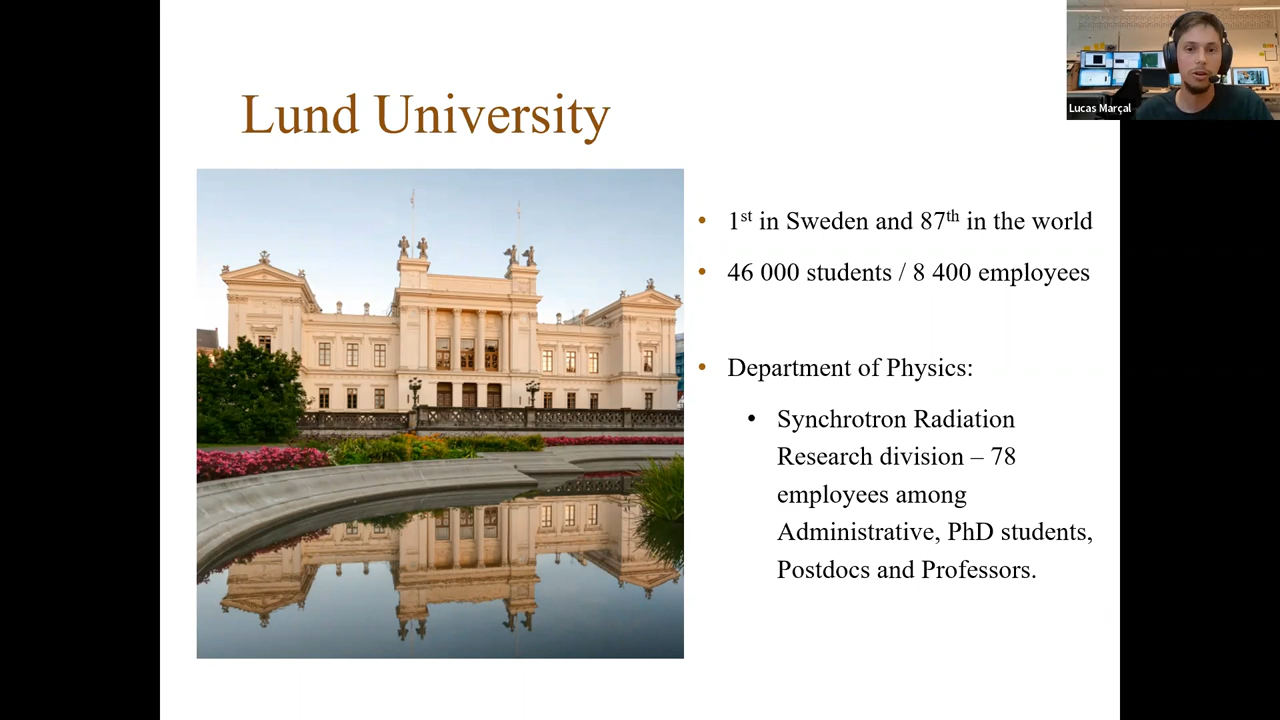 Lund University
Lucas Marçal
• 1st in Sweden and 87th in the world
• 46 000 students / 8 400 employees
• Department of Physics:
• Synchrotron Radiation
Research division – 78
employees among
Administrative, PhD students,
Postdocs and Professors.